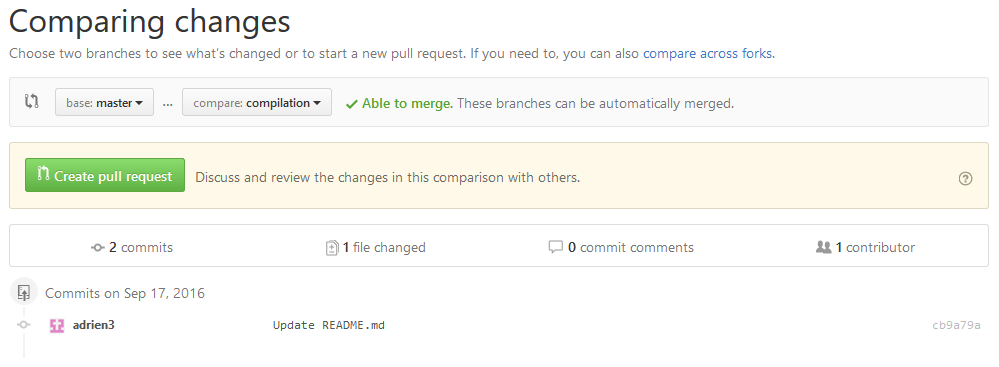 Comparing changes
Choose two branches to see what's changed or to start a new pull request. If you need to, you can also compare across forks.
base: master ... compare: compilation Able to merge. These branches can be automatically merged.
Create pull request Discuss and review the changes in this comparison with others. ?
2 commits 1 file changed 0 commit comments 1 contributor
Commits on Sep 17, 2016
adrien3 Update README.md cb9a79a